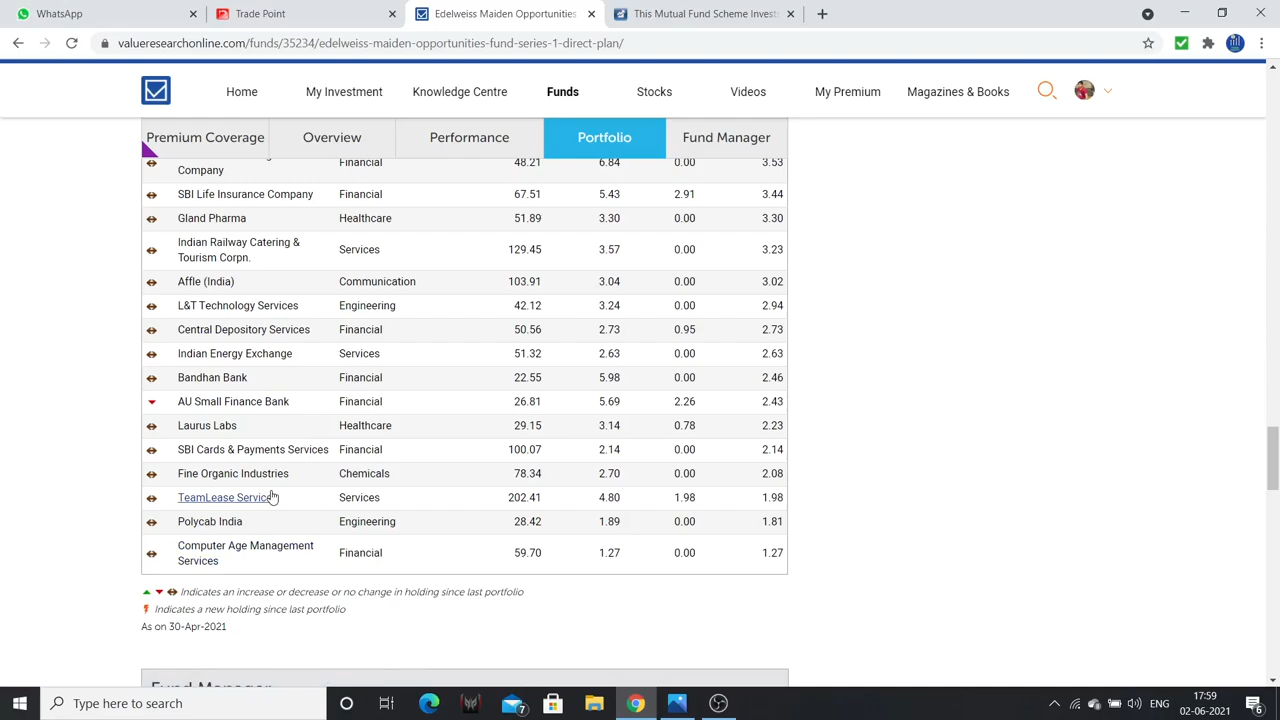 WhatsApp
Trade Point
Edelweiss Maiden Opportunities
This Mutual Fund Scheme Invest
valueresearchonline.com/funds/35234/edelweiss-maiden-opportunities-fund-series-1-direct-plan/
Home My Investment Knowledge Centre Funds Stocks Videos My Premium Magazines & Books
Premium Coverage Overview Performance Portfolio Fund Manager
Company Financial 48.21 6.84 0.00 3.53
SBI Life Insurance Company Financial 67.51 5.43 2.91 3.44
Gland Pharma Healthcare 51.89 3.30 0.00 3.30
Indian Railway Catering &
Tourism Corpn. Services 129.45 3.57 0.00 3.23
Affle (India) Communication 103.91 3.04 0.00 3.02
L&T Technology Services Engineering 42.12 3.24 0.00 2.94
Central Depository Services Financial 50.56 2.73 0.95 2.73
Indian Energy Exchange Services 51.32 2.63 0.00 2.63
Bandhan Bank Financial 22.55 5.98 0.00 2.46
AU Small Finance Bank Financial 26.81 5.69 2.26 2.43
Laurus Labs Healthcare 29.15 3.14 0.78 2.23
SBI Cards & Payments Services Financial 100.07 2.14 0.00 2.14
Fine Organic Industries Chemicals 78.34 2.70 0.00 2.08
TeamLease Service Services 202.41 4.80 1.98 1.98
Polycab India Engineering 28.42 1.89 0.00 1.81
Computer Age Management
Services Financial 59.70 1.27 0.00 1.27
Indicates an increase or decrease or no change in holding since last portfolio
Indicates a new holding since last portfolio
As on 30-Apr-2021
Fund Manager
Type here to search
7
ENG
17:59
02-06-2021
6